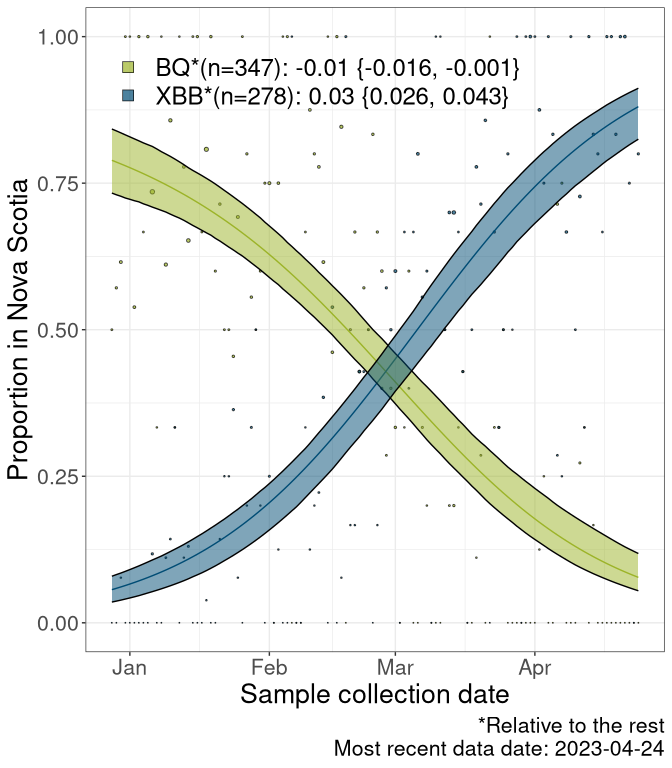 1.00
BQ*(n=347): -0.01 {-0.016, -0.001}
XBB*(n=278): 0.03 {0.026, 0.043}
0.75
0.50
0.25
0.00
Proportion in Nova Scotia
Jan Feb Mar Apr
Sample collection date
*Relative to the rest
Most recent data date: 2023-04-24